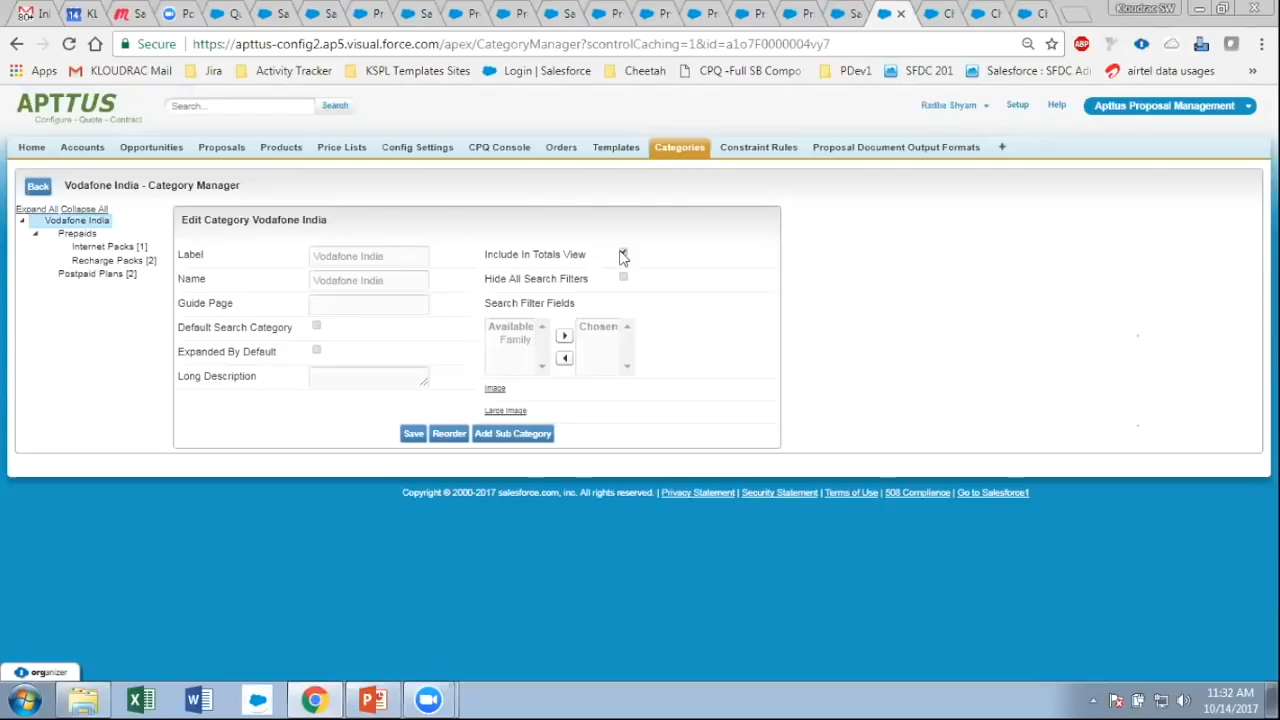 Kloudrac SW
Secure https://apttus-config2.ap5.visual.force.com/apex/CategoryManager?scontrolCaching=1&id=a1o7F0000004vy7
Apps KLOUDRAC Mail Jira Activity Tracker KSPL Templates Sites Login | Salesforce Cheetah CPQ -Full SB Compo PDev1 SFDC 201 Salesforce : SFDC Adi airtel data usages »
APTTUS
Configure - Quote - Contract
Search... Search
Radhe Shyam Setup Help Apttus Proposal Management
Home Accounts Opportunities Proposals Products Price Lists Config Settings CPQ Console Orders Templates Categories Constraint Rules Proposal Document Output Formats +
Back Vodafone India - Category Manager
Expand All Collapse All
Vodafone India
Prepaids
Internet Packs [1]
Recharge Packs [2]
Postpaid Plans [2]
Edit Category Vodafone India
Label Vodafone India
Name Vodafone India
Guide Page
Default Search Category
Expanded By Default
Long Description
Include In Totals View
Hide All Search Filters
Search Filter Fields
Available Chosen
Family
Image
Large Image
Save Reorder Add Sub Category
Copyright © 2000-2017 salesforce.com, inc. All rights reserved. | Privacy Statement | Security Statement | Terms of Use | 508 Compliance | Go to Salesforce1
organizer
11:32 AM
10/14/2017